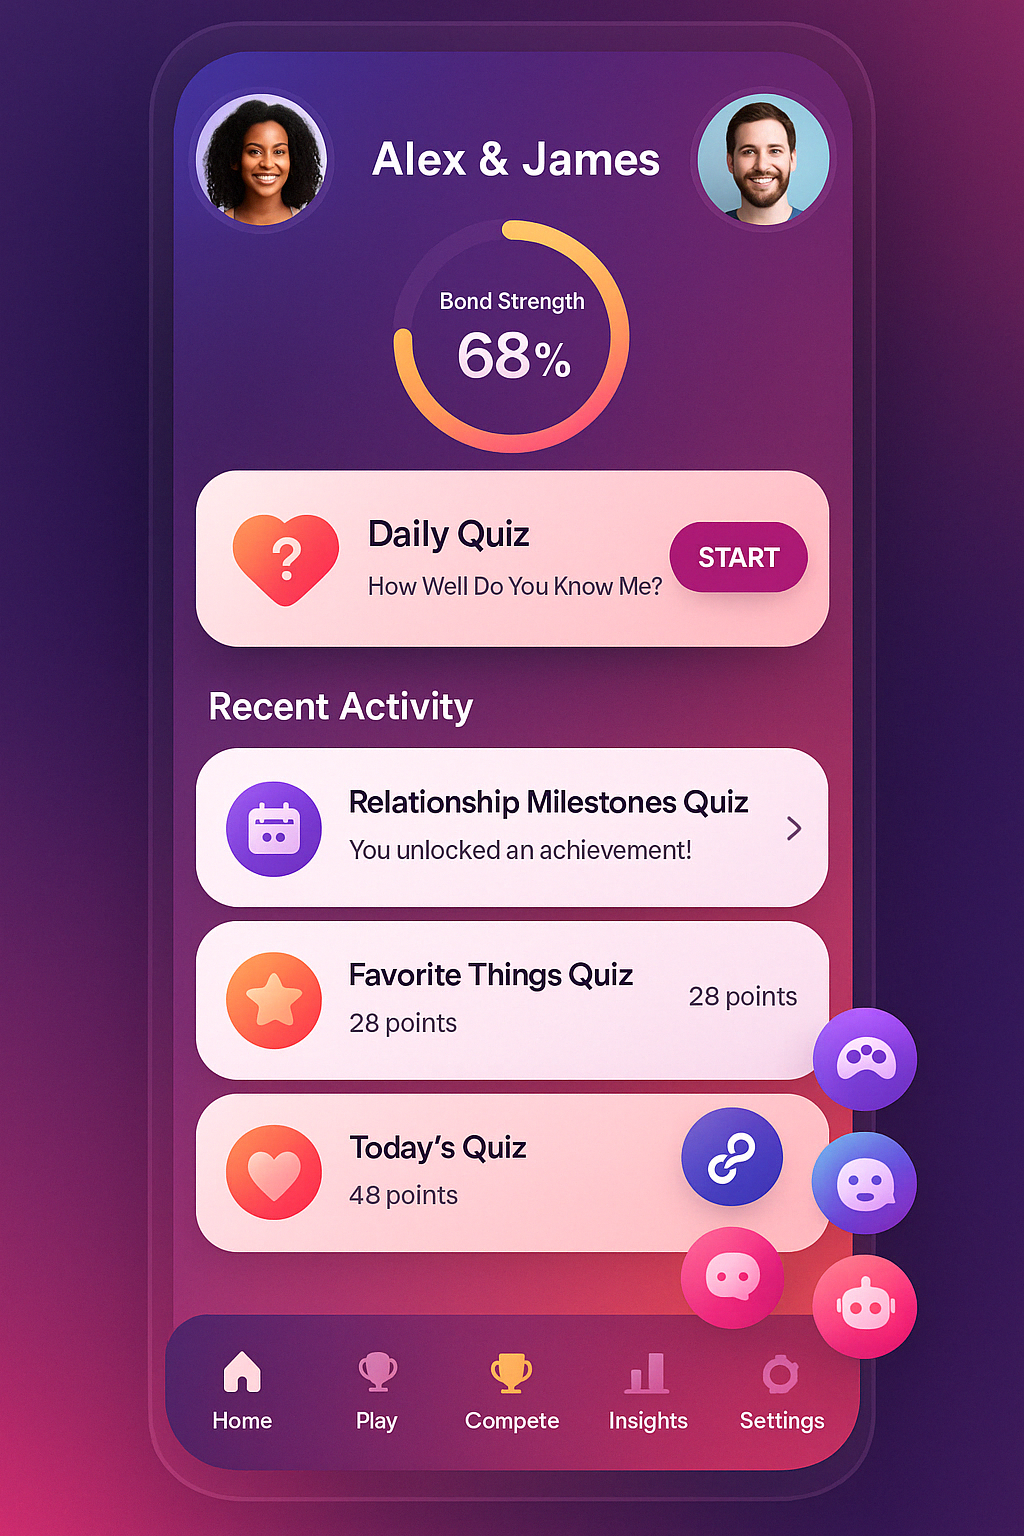 Alex & James
Bond Strength
68%
?
Daily Quiz
How Well Do You Know Me?
START
Recent Activity
Relationship Milestones Quiz
You unlocked an achievement!
Favorite Things Quiz
28 points
28 points
Today's Quiz
48 points
Home
Play
Compete
Insights
Settings